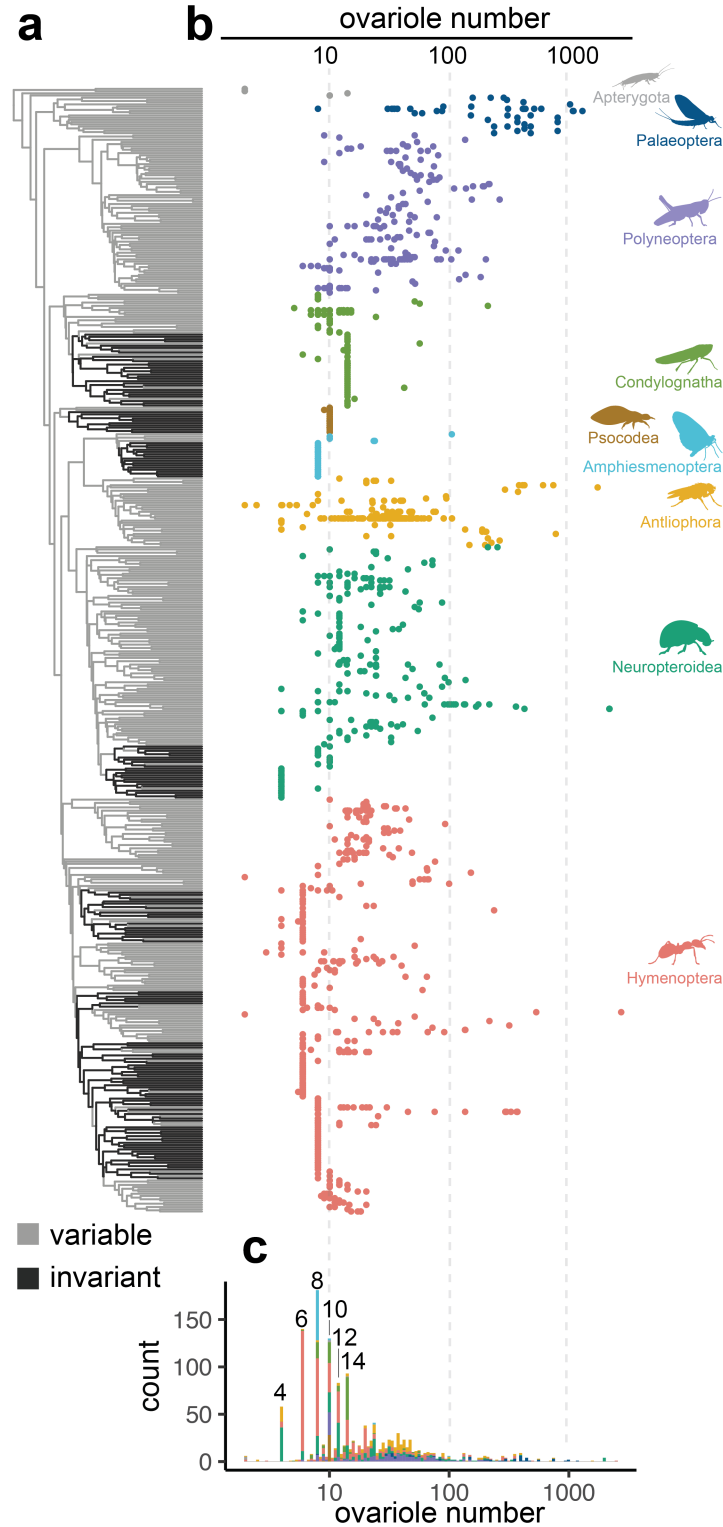 a
b
ovariole number
10 100 1000
Apterygota
Palaeoptera
Polyneoptera
Condylognatha
Psocodea
Amphiesmenoptera
Antliophora
Neuropteroidea
Hymenoptera
variable
invariant
c
8
10
6
12
14
4
150
100
50
0
count
10 100 1000
ovariole number